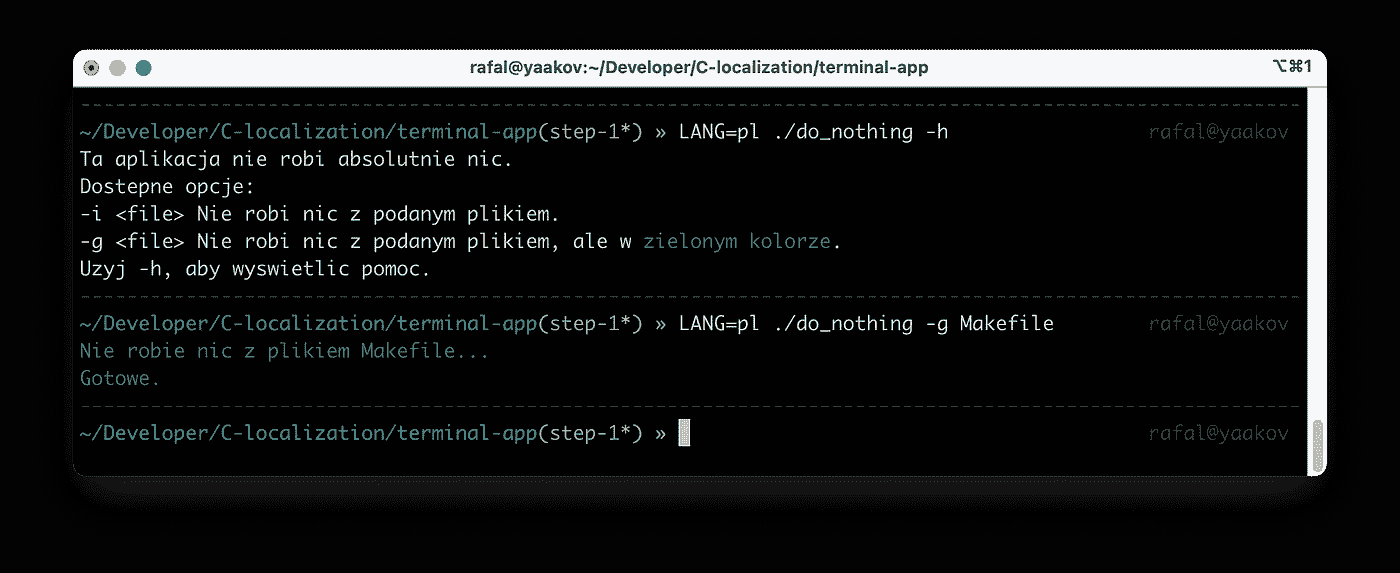 rafal@yaakov:~/Developer/C-localization/terminal-app ⌥⌘1
~/Developer/C-localization/terminal-app(step-1*) » LANG=pl ./do_nothing -h rafal@yaakov
Ta aplikacja nie robi absolutnie nic.
Dostepne opcje:
-i <file> Nie robi nic z podanym plikiem.
-g <file> Nie robi nic z podanym plikiem, ale w zielonym kolorze.
Uzyj -h, aby wyswietlic pomoc.
~/Developer/C-localization/terminal-app(step-1*) » LANG=pl ./do_nothing -g Makefile rafal@yaakov
Nie robie nic z plikiem Makefile...
Gotowe.
~/Developer/C-localization/terminal-app(step-1*) » rafal@yaakov